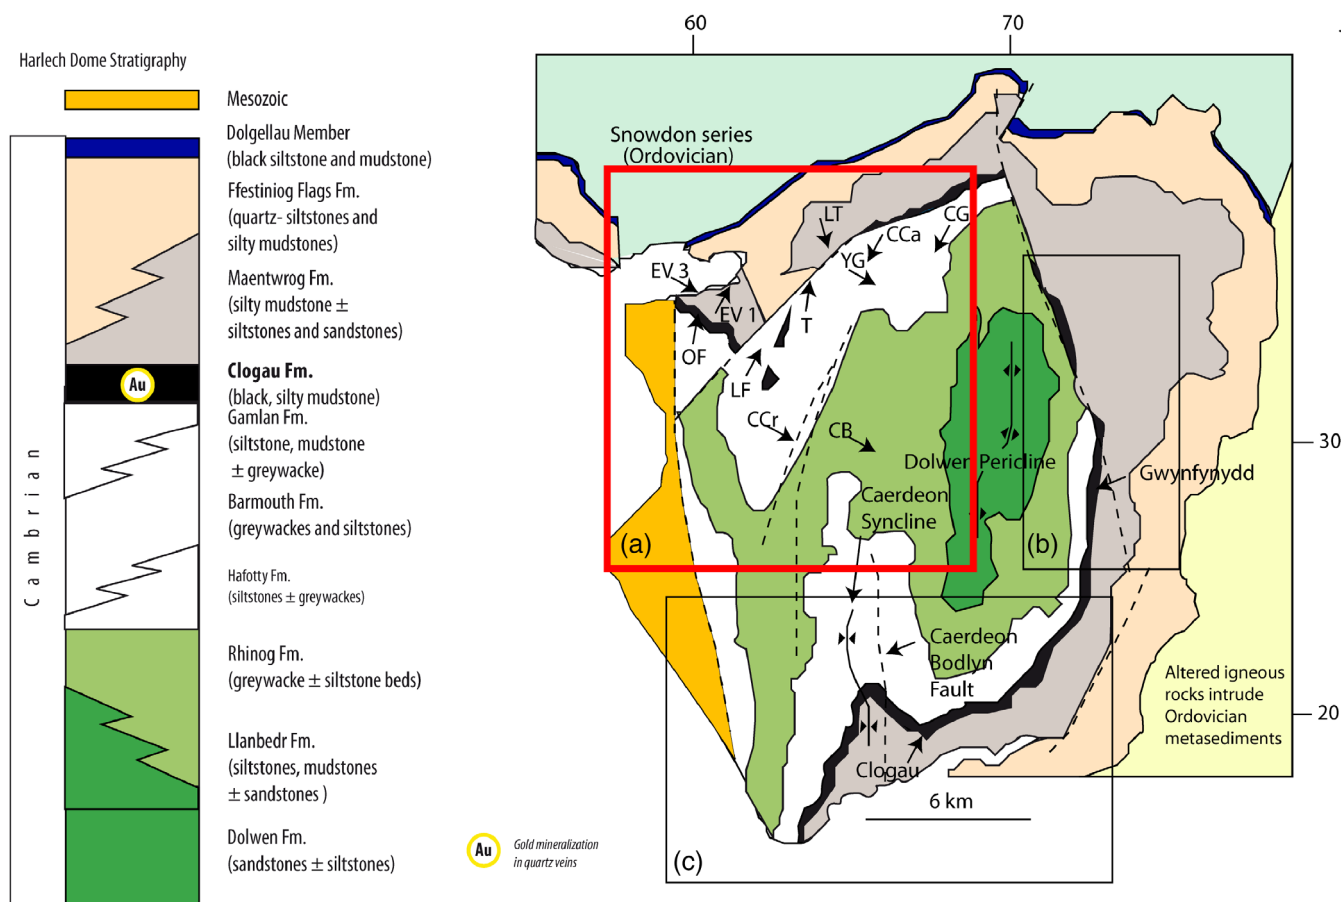 Harlech Dome Stratigraphy
Mesozoic
Dolgellau Member
(black siltstone and mudstone)
Ffestiniog Flags Fm.
(quartz- siltstones and
silty mudstones)
Maentwrog Fm.
(silty mudstone ±
siltstones and sandstones)
Clogau Fm.
(black, silty mudstone)
Gamlan Fm.
(siltstone, mudstone
± greywacke)
Barmouth Fm.
(greywackes and siltstones)
Hafotty Fm.
(siltstones ± greywackes)
Rhinog Fm.
(greywacke ± siltstone beds)
Llanbedr Fm.
(siltstones, mudstones
± sandstones )
Dolwen Fm.
(sandstones ± siltstones)
Cambrian
Au
Au
Gold mineralization
in quartz veins
60
70
30
20
Snowdon series
(Ordovician)
LT
CG
CCa
YG
EV 3
EV 1
T
OF
LF
CCr
CB
Dolwen Pericline
Gwynfynydd
Caerdeon
Syncline
(a)
(b)
Caerdeon
Bodlyn
Fault
Altered igneous
rocks intrude
Ordovician
metasediments
Clogau
6 km
(c)